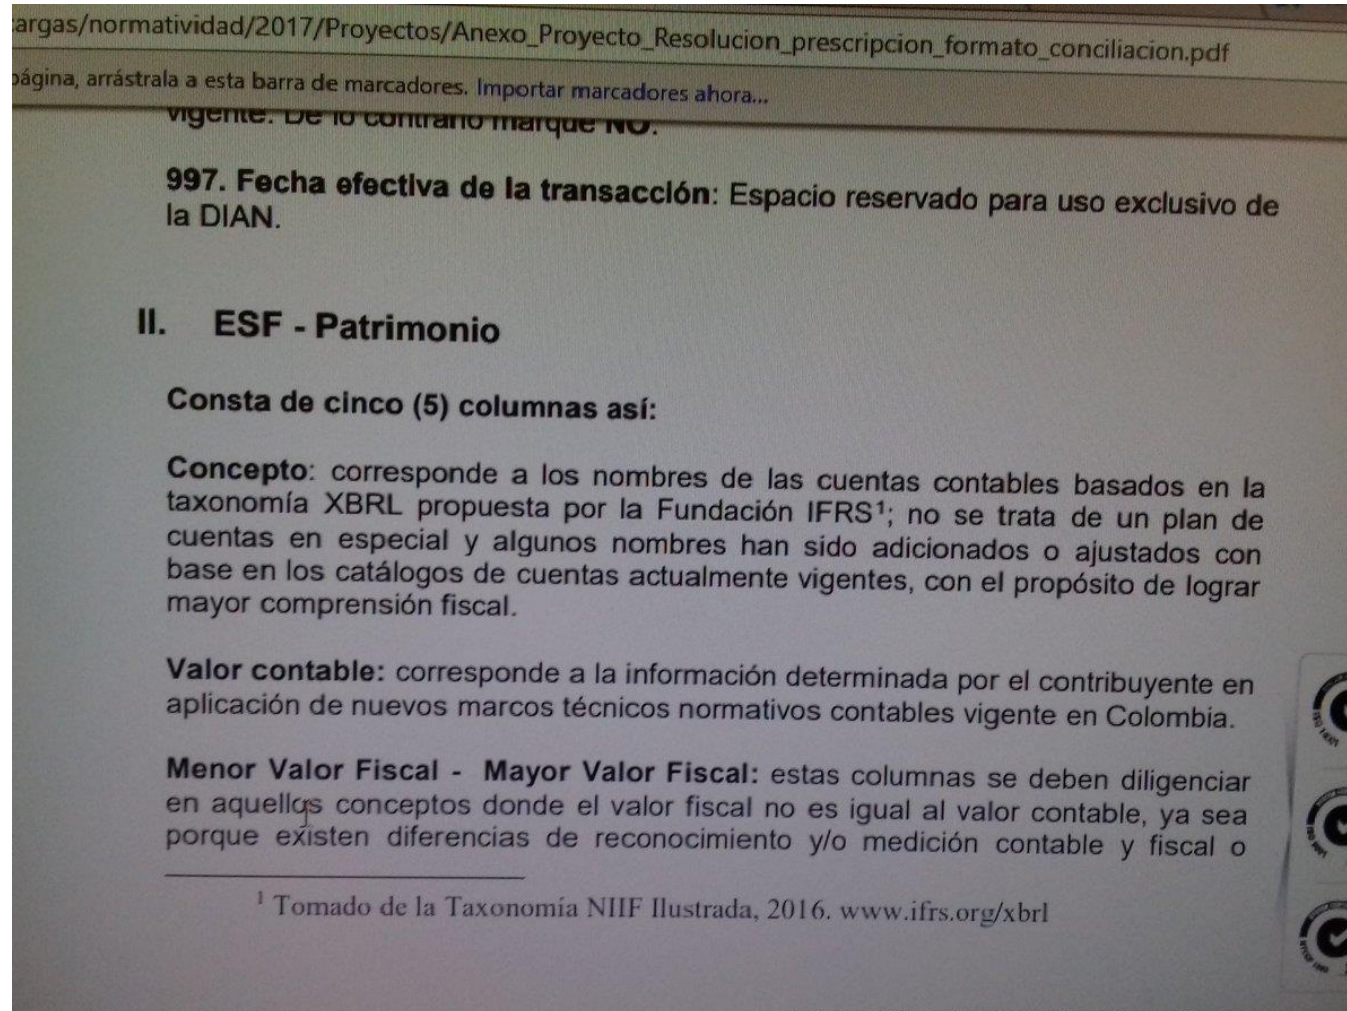 argas/normatividad/2017/Proyectos/Anexo_Proyecto_Resolucion_prescripcion_formato_conciliacion.pdf
página, arrástrala a esta barra de marcadores. Importar marcadores ahora...
vigente. De lo contrario marque NO.
997. Fecha efectiva de la transacción: Espacio reservado para uso exclusivo de
la DIAN.
II. ESF - Patrimonio
Consta de cinco (5) columnas así:
Concepto: corresponde a los nombres de las cuentas contables basados en la
taxonomía XBRL propuesta por la Fundación IFRS¹; no se trata de un plan de
cuentas en especial y algunos nombres han sido adicionados o ajustados con
base en los catálogos de cuentas actualmente vigentes, con el propósito de lograr
mayor comprensión fiscal.
Valor contable: corresponde a la información determinada por el contribuyente en
aplicación de nuevos marcos técnicos normativos contables vigente en Colombia.
Menor Valor Fiscal - Mayor Valor Fiscal: estas columnas se deben diligenciar
en aquellos conceptos donde el valor fiscal no es igual al valor contable, ya sea
porque existen diferencias de reconocimiento y/o medición contable y fiscal o
¹ Tomado de la Taxonomía NIIF Ilustrada, 2016. www.ifrs.org/xbrl